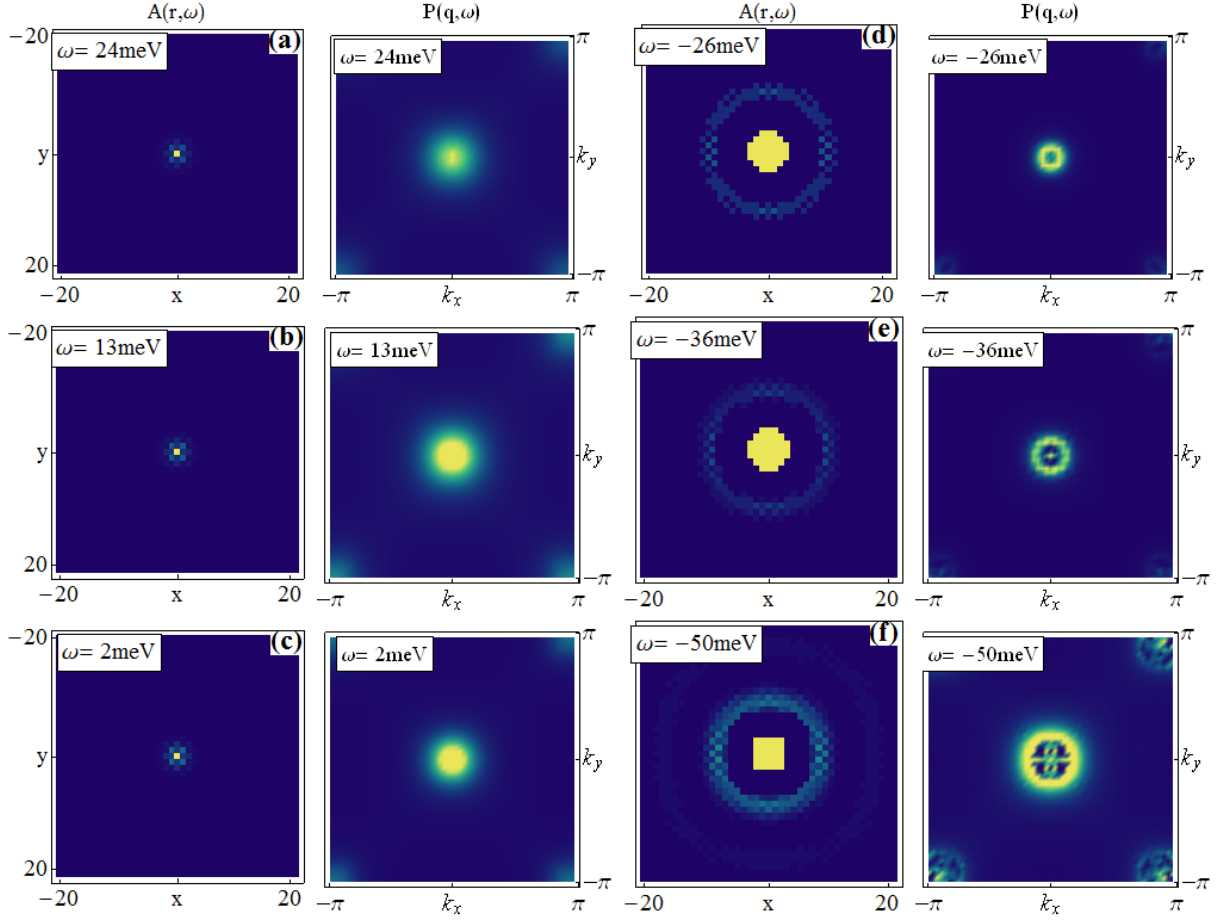 A(r,ω) P(q,ω) A(r,ω) P(q,ω)
−20 ω= 24meV (a) ω= 24meV π ω= −26meV (d) ω= −26meV π
y k_y k_y
20 −π −π
−20 x 20 −π k_x π −20 x 20 −π k_x π
−20 ω= 13meV (b) ω= 13meV π ω= −36meV (e) ω= −36meV π
y k_y k_y
20 −π −π
−20 x 20 −π k_x π −20 x 20 −π k_x π
−20 ω= 2meV (c) ω= 2meV π ω= −50meV (f) ω= −50meV π
y k_y k_y
20 −π −π
−20 x 20 −π k_x π −20 x 20 −π k_x π